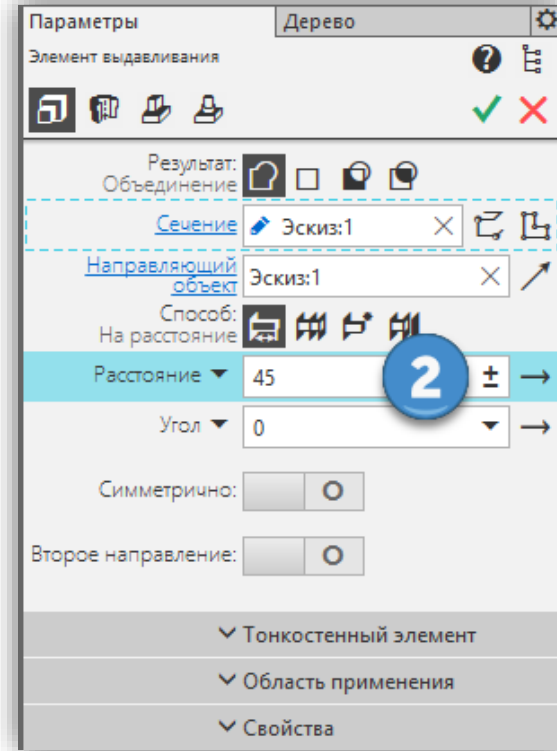 Параметры
Дерево
Элемент выдавливания
Результат:
Объединение
Сечение
Эскиз:1
Направляющий
объект
Эскиз:1
Способ:
На расстояние
Расстояние
45
2
±
Угол
0
Симметрично:
Второе направление:
Тонкостенный элемент
Область применения
Свойства